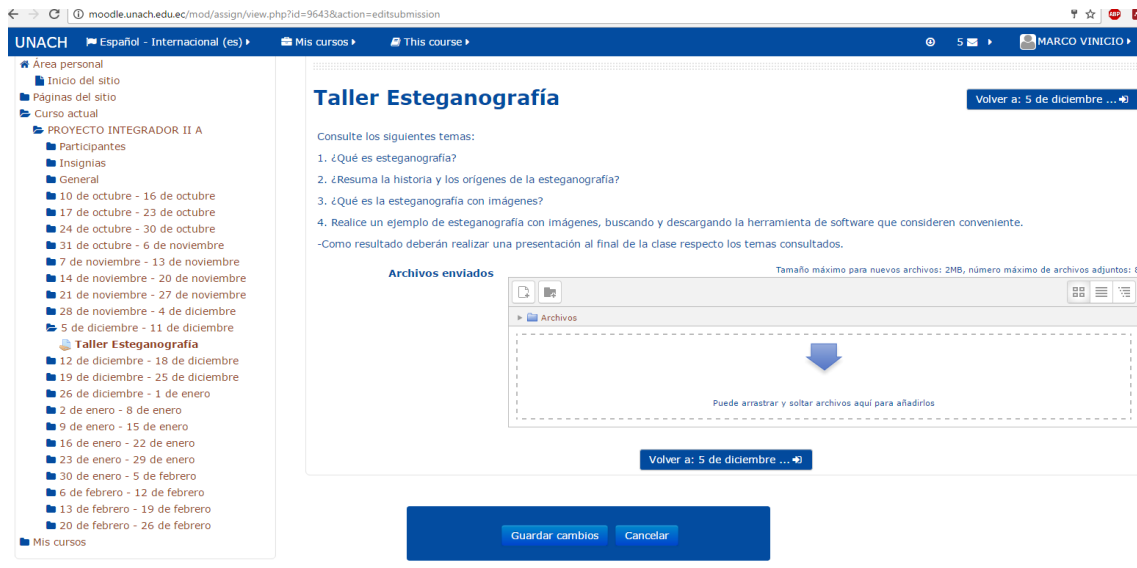 moodle.unach.edu.ec/mod/assign/view.php?id=9643&action=editsubmission
ABP
UNACH Español - Internacional (es) Mis cursos This course 5 MARCO VINICIO
Área personal
Inicio del sitio
Páginas del sitio
Curso actual
PROYECTO INTEGRADOR II A
Participantes
Insignias
General
10 de octubre - 16 de octubre
17 de octubre - 23 de octubre
24 de octubre - 30 de octubre
31 de octubre - 6 de noviembre
7 de noviembre - 13 de noviembre
14 de noviembre - 20 de noviembre
21 de noviembre - 27 de noviembre
28 de noviembre - 4 de diciembre
5 de diciembre - 11 de diciembre
Taller Esteganografía
12 de diciembre - 18 de diciembre
19 de diciembre - 25 de diciembre
26 de diciembre - 1 de enero
2 de enero - 8 de enero
9 de enero - 15 de enero
16 de enero - 22 de enero
23 de enero - 29 de enero
30 de enero - 5 de febrero
6 de febrero - 12 de febrero
13 de febrero - 19 de febrero
20 de febrero - 26 de febrero
Mis cursos
Taller Esteganografía
Volver a: 5 de diciembre ...
Consulte los siguientes temas:
1. ¿Qué es esteganografía?
2. ¿Resuma la historia y los orígenes de la esteganografía?
3. ¿Qué es la esteganografía con imágenes?
4. Realice un ejemplo de esteganografía con imágenes, buscando y descargando la herramienta de software que consideren conveniente.
-Como resultado deberán realizar una presentación al final de la clase respecto los temas consultados.
Archivos enviados
Tamaño máximo para nuevos archivos: 2MB, número máximo de archivos adjuntos: 8
Archivos
Puede arrastrar y soltar archivos aquí para añadirlos
Volver a: 5 de diciembre ...
Guardar cambios Cancelar